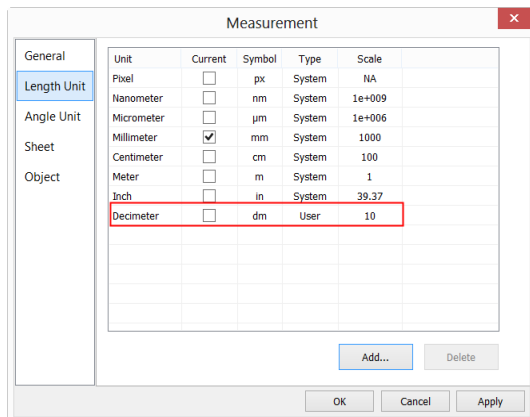 Measurement
General
Length Unit
Angle Unit
Sheet
Object
Unit Current Symbol Type Scale
Pixel px System NA
Nanometer nm System 1e+009
Micrometer µm System 1e+006
Millimeter mm System 1000
Centimeter cm System 100
Meter m System 1
Inch in System 39.37
Decimeter dm User 10
Add... Delete
OK Cancel Apply